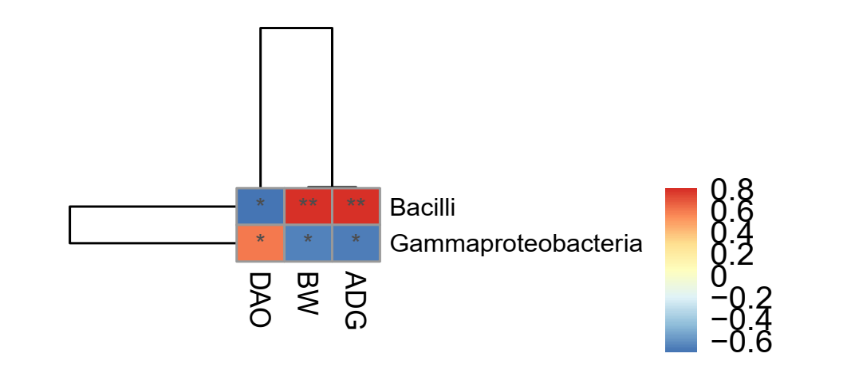 * ** **
Bacilli
* * *
Gammaproteobacteria
DAO
BW
ADG
0.8
0.6
0.4
0.2
0
−0.2
−0.4
−0.6